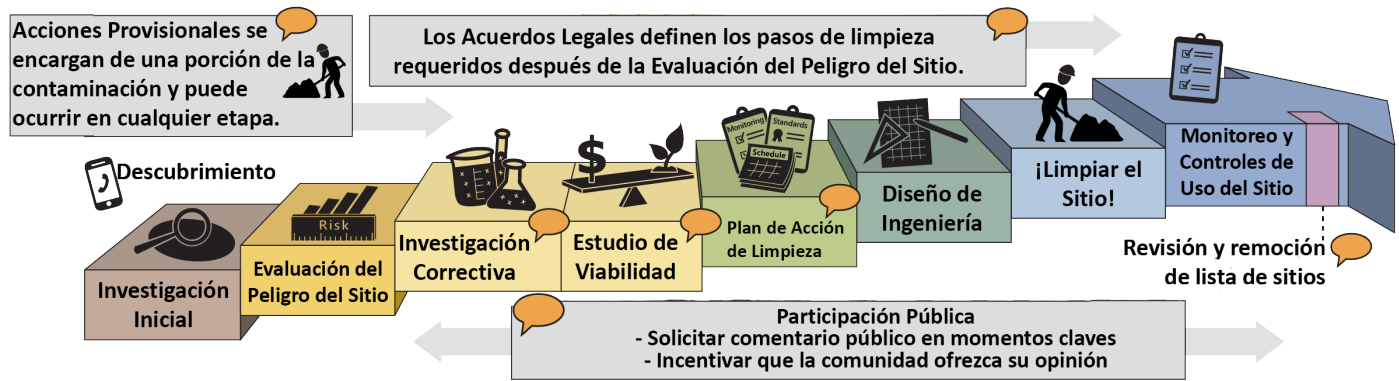 Acciones Provisionales se
encargan de una porción de la
contaminación y puede
ocurrir en cualquier etapa.
Los Acuerdos Legales definen los pasos de limpieza
requeridos después de la Evaluación del Peligro del Sitio.
Descubrimiento
Investigación
Inicial
Risk
Evaluación del
Peligro del Sitio
Investigación
Correctiva
$
Estudio de
Viabilidad
Monitoring
Standards
Schedule
Plan de Acción
de Limpieza
Diseño de
Ingeniería
¡Limpiar el
Sitio!
Monitoreo y
Controles de
Uso del Sitio
Revisión y remoción
de lista de sitios
Participación Pública
- Solicitar comentario público en momentos claves
- Incentivar que la comunidad ofrezca su opinión